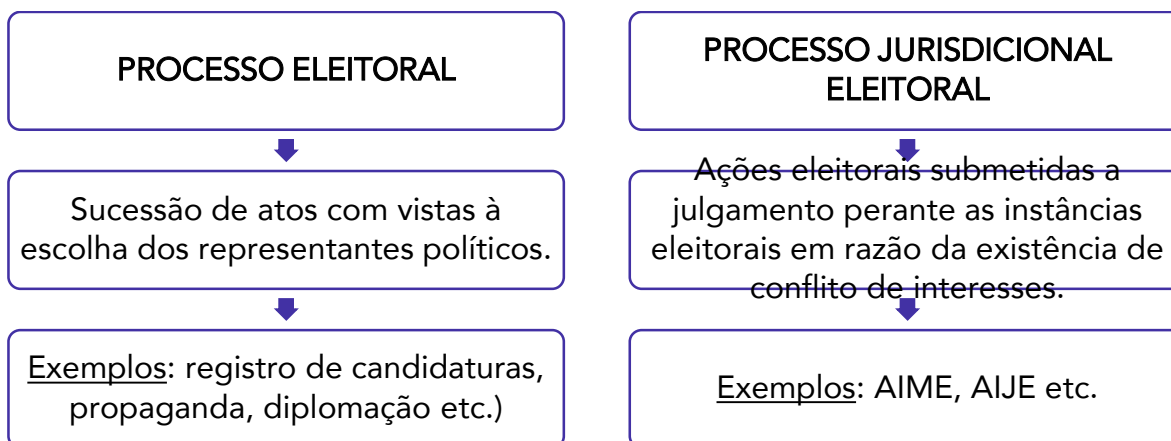 PROCESSO ELEITORAL
Sucessão de atos com vistas à
escolha dos representantes políticos.
Exemplos: registro de candidaturas,
propaganda, diplomação etc.)
PROCESSO JURISDICIONAL
ELEITORAL
Ações eleitorais submetidas a
julgamento perante as instâncias
eleitorais em razão da existência de
conflito de interesses.
Exemplos: AIME, AIJE etc.